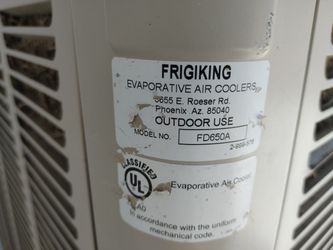 FRIGIKING
EVAPORATIVE AIR COOLERS
3655 E. Roeser Rd.
Phoenix Az. 85040
OUTDOOR USE
MODEL NO. FD650A
CLASSIFIED
UL
Evaporative Air Cooler
In accordance with the uniform
mechanical code.